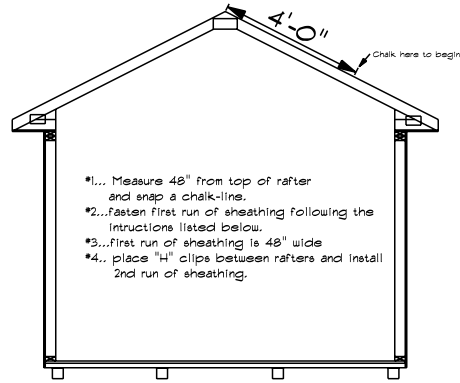 4'-0"
Chalk here to begin
#1... Measure 48" from top of rafter
and snap a chalk-line.
#2...fasten first run of sheathing following the
intructions listed below.
#3...first run of sheathing is 48" wide
#4.. place "H" clips between rafters and install
2nd run of sheathing.